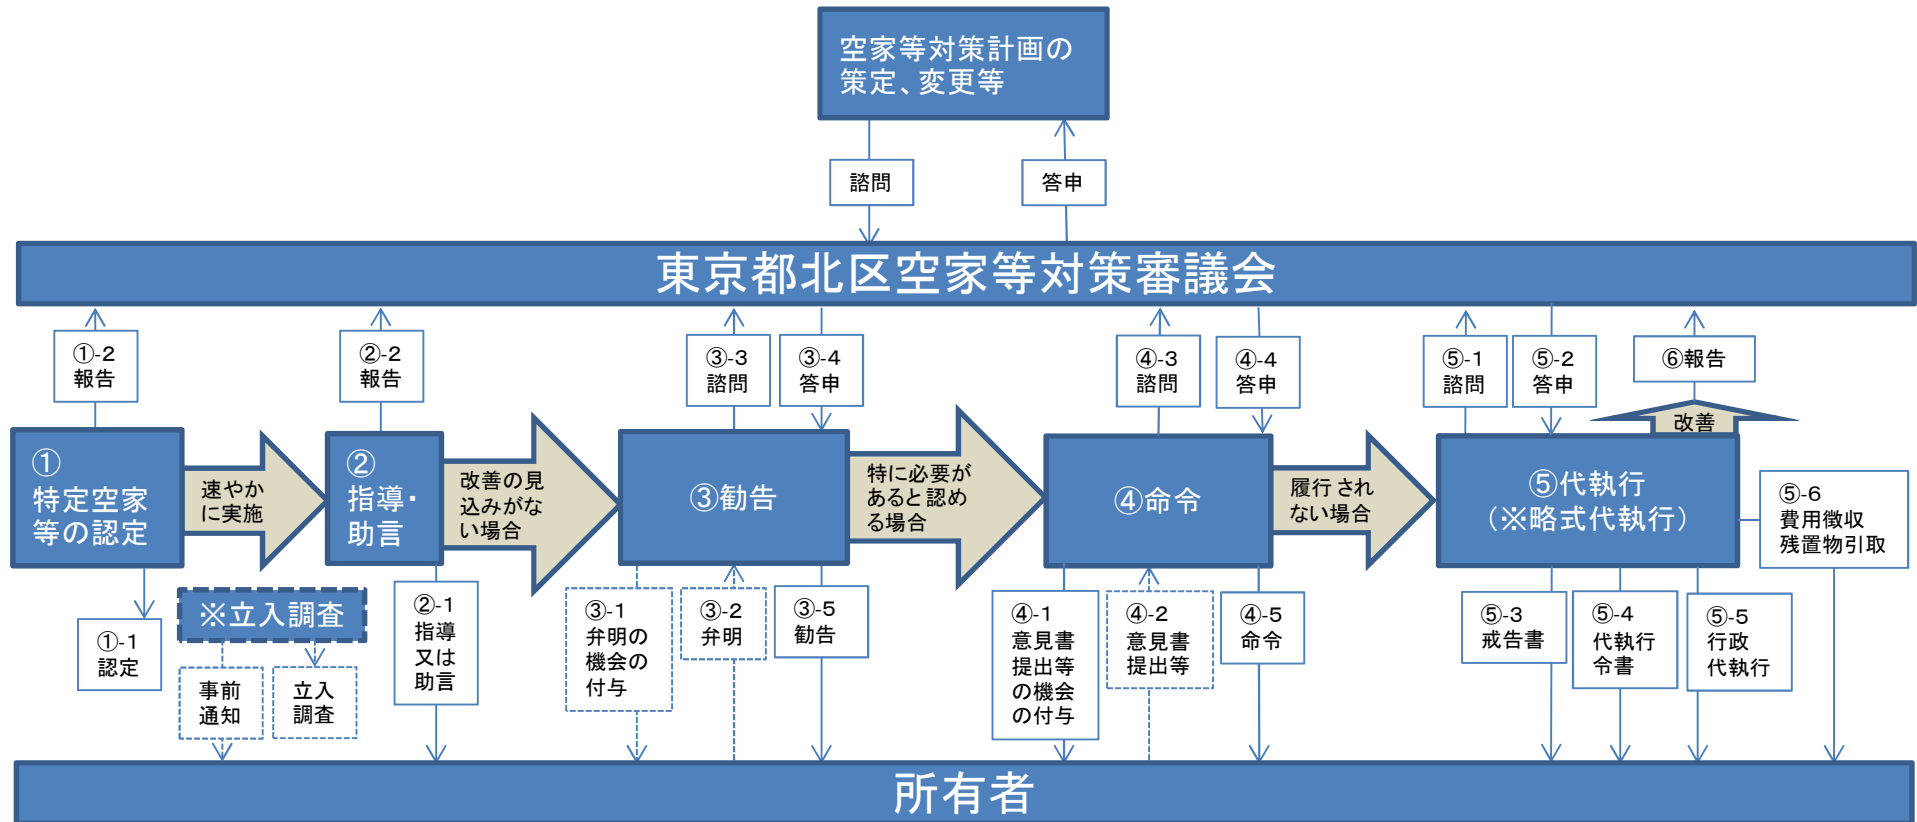 空家等対策計画の
策定、変更等
諮問
答申
東京都北区空家等対策審議会
①-2
報告
②-2
報告
③-3
諮問
③-4
答申
④-3
諮問
④-4
答申
⑤-1
諮問
⑤-2
答申
⑥報告
改善
①
特定空家
等の認定
速やか
に実施
②
指導・
助言
改善の見
込みがな
い場合
③勧告
特に必要が
あると認め
る場合
④命令
履行され
ない場合
⑤代執行
（※略式代執行）
⑤-6
費用徴収
残置物引取
①-1
認定
※立入調査
事前
通知
立入
調査
②-1
指導
又は
助言
③-1
弁明の
機会の
付与
③-2
弁明
③-5
勧告
④-1
意見書
提出等
の機会
の付与
④-2
意見書
提出等
④-5
命令
⑤-3
戒告書
⑤-4
代執行
令書
⑤-5
行政
代執行
所有者